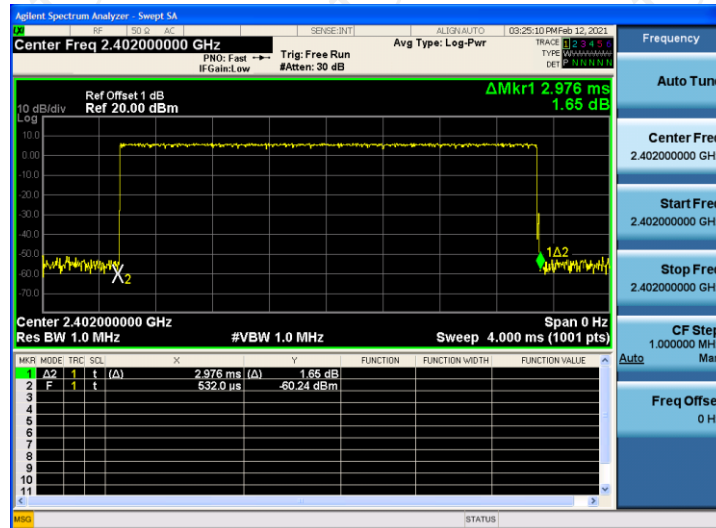 Agilent Spectrum Analyzer - Swept SA
LXI RF 50 Ω AC SENSE:INT ALIGNAUTO 03:25:10 PM Feb 12, 2021
Center Freq 2.402000000 GHz Avg Type: Log-Pwr TRACE 1 2 3 4 5 6
PNO: Fast Trig: Free Run TYPE WWWWWW
IFGain:Low #Atten: 30 dB DET P N N N N N
Ref Offset 1 dB ΔMkr1 2.976 ms
10 dB/div Ref 20.00 dBm 1.65 dB
Log
10.0
0.00
-10.0
-20.0
-30.0
-40.0
-50.0
-60.0
-70.0
1Δ2
X2
Center 2.402000000 GHz Span 0 Hz
Res BW 1.0 MHz #VBW 1.0 MHz Sweep 4.000 ms (1001 pts)
MKR MODE TRC SCL X Y FUNCTION FUNCTION WIDTH FUNCTION VALUE
1 Δ2 1 t (Δ) 2.976 ms (Δ) 1.65 dB
2 F 1 t 532.0 µs -60.24 dBm
3
4
5
6
7
8
9
10
11
MSG STATUS
Frequency
Auto Tune
Center Freq
2.402000000 GH
Start Freq
2.402000000 GH
Stop Freq
2.402000000 GH
CF Step
1.000000 MH
Auto Ma
Freq Offse
0 H